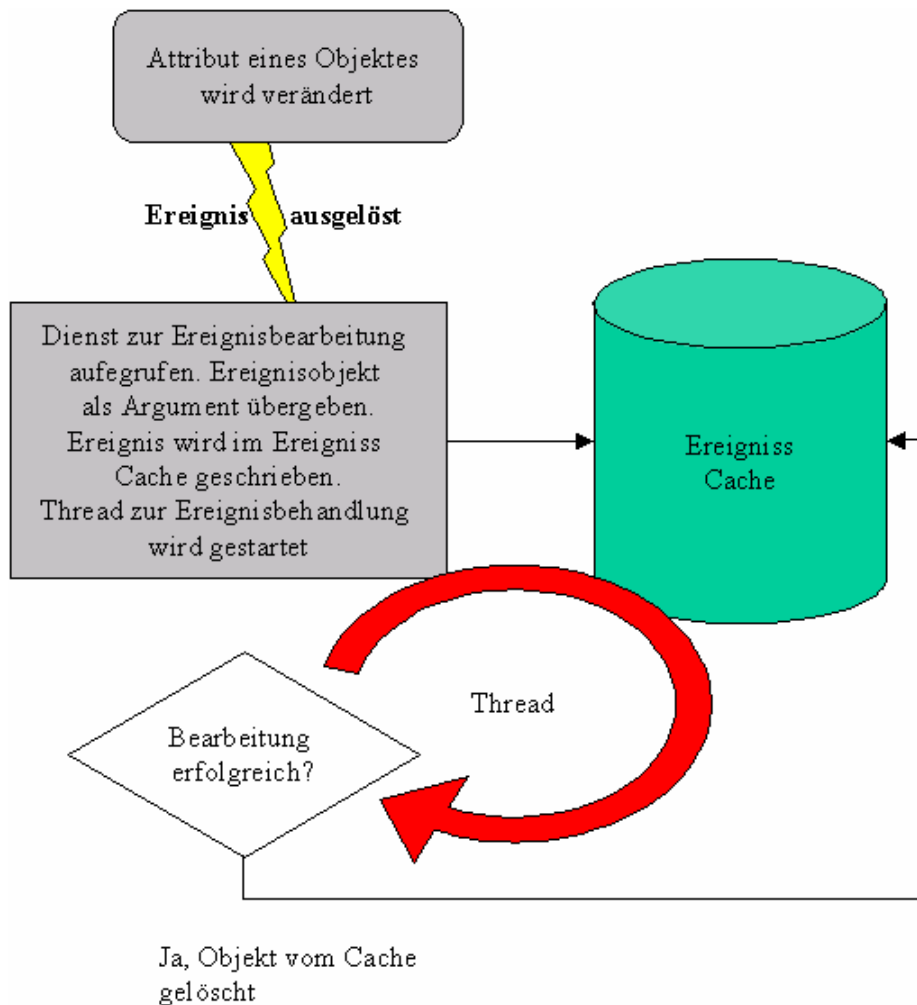 Attribut eines Objektes
wird verändert
Ereignis ausgelöst
Dienst zur Ereignisbearbeitung
aufegrufen. Ereignisobjekt
als Argument übergeben.
Ereignis wird im Ereigniss
Cache geschrieben.
Thread zur Ereignisbehandlung
wird gestartet
Ereigniss
Cache
Thread
Bearbeitung
erfolgreich?
Ja, Objekt vom Cache
gelöscht